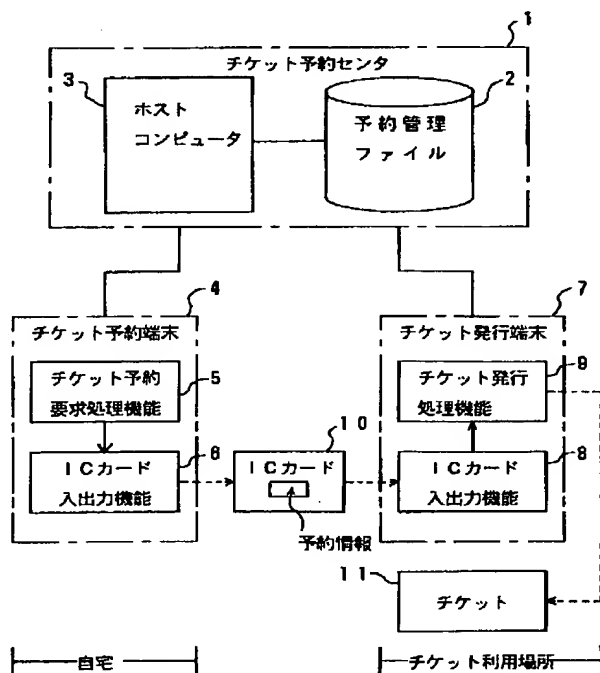 1
チケット予約センタ
3
ホスト
コンピュータ
2
予約管理
ファイル
4
チケット予約端末
チケット予約
要求処理機能
5
ICカード
入出力機能
6
10
ICカード
予約情報
7
チケット発行端末
チケット発行
処理機能
9
ICカード
入出力機能
8
11
チケット
自宅
チケット利用場所